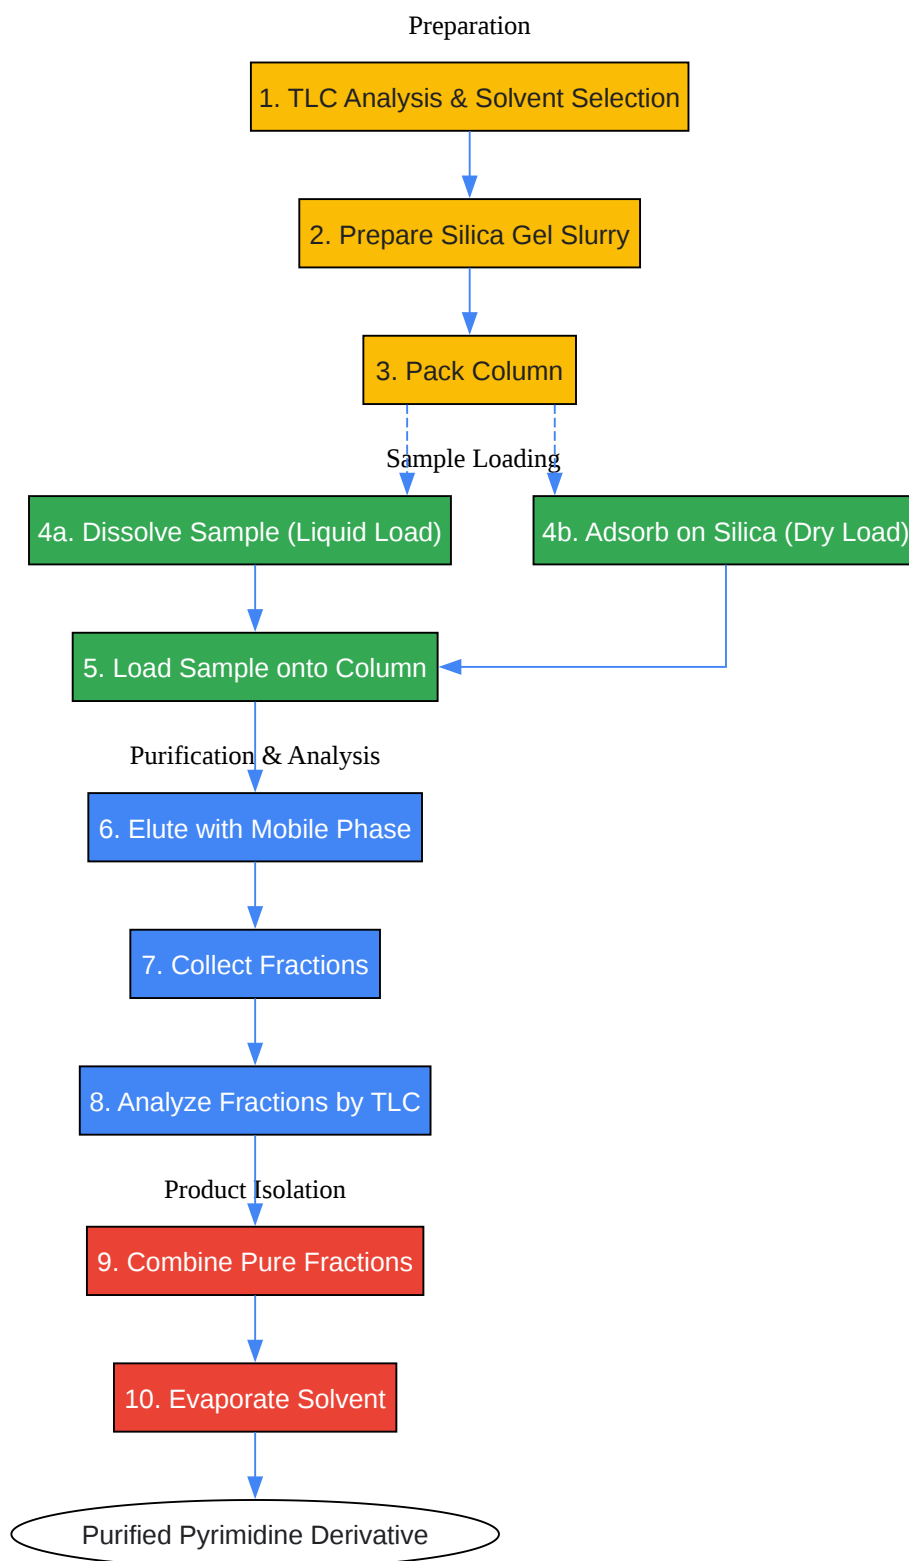 Preparation
1. TLC Analysis & Solvent Selection
2. Prepare Silica Gel Slurry
3. Pack Column
Sample Loading
4a. Dissolve Sample (Liquid Load)
4b. Adsorb on Silica (Dry Load)
5. Load Sample onto Column
Purification & Analysis
6. Elute with Mobile Phase
7. Collect Fractions
8. Analyze Fractions by TLC
Product Isolation
9. Combine Pure Fractions
10. Evaporate Solvent
Purified Pyrimidine Derivative